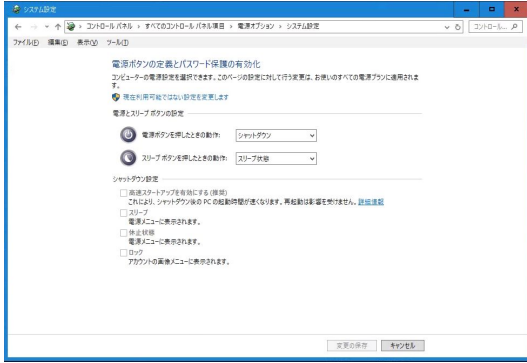 システム設定
コントロール パネル › すべてのコントロール パネル項目 › 電源オプション › システム設定
コントロール...
ファイル(F) 編集(E) 表示(V) ツール(T)
電源ボタンの定義とパスワード保護の有効化
コンピューターの電源設定を選択できます。このページの設定に対して行う変更は、お使いのすべての電源プランに適用されま
す。
現在利用可能ではない設定を変更します
電源とスリープ ボタンの設定
電源ボタンを押したときの動作: シャットダウン
スリープ ボタンを押したときの動作: スリープ状態
シャットダウン設定
高速スタートアップを有効にする (推奨)
これにより、シャットダウン後の PC の起動時間が速くなります。再起動は影響を受けません。詳細情報
スリープ
電源メニューに表示されます。
休止状態
電源メニューに表示されます。
ロック
アカウントの画像メニューに表示されます。
変更の保存 キャンセル